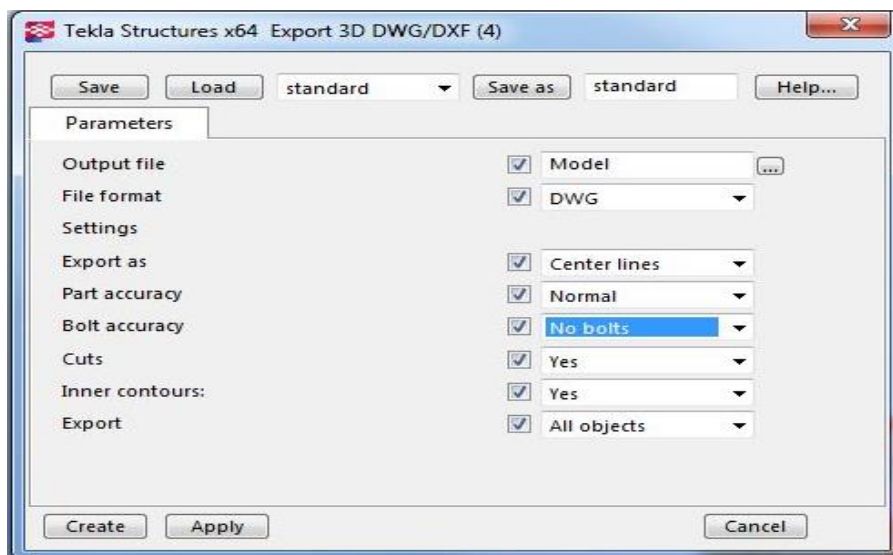 Tekla Structures x64 Export 3D DWG/DXF (4)
Save Load standard Save as standard Help...
Parameters
Output file Model ...
File format DWG
Settings
Export as Center lines
Part accuracy Normal
Bolt accuracy No bolts
Cuts Yes
Inner contours: Yes
Export All objects
Create Apply Cancel